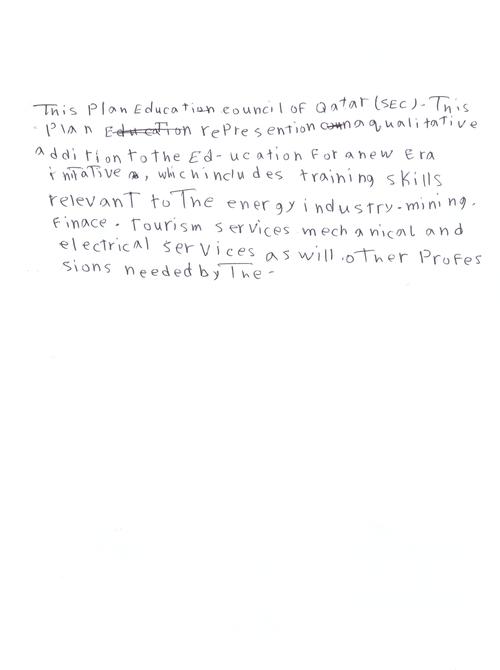 This Plan Education council of Qatar (SEC). This
Plan Education represention a qualitative
addition to the Ed-ucation for a new Era
initative, which includes training skills
relevant to The energy industry. mining.
Finace. tourism services mechanical and
electrical services as will. other Profes
sions needed by The-